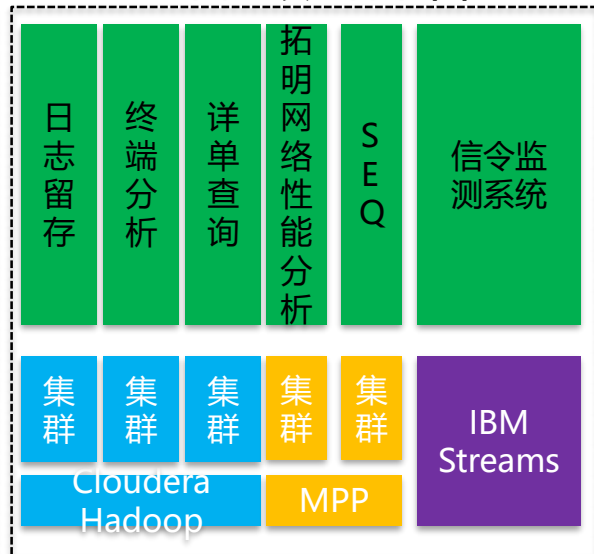 日志留存
终端分析
详单查询
拓明网络性能分析
SEQ
信令监
测系统
集群
集群
集群
集群
集群
IBM
Streams
Cloudera
Hadoop
MPP